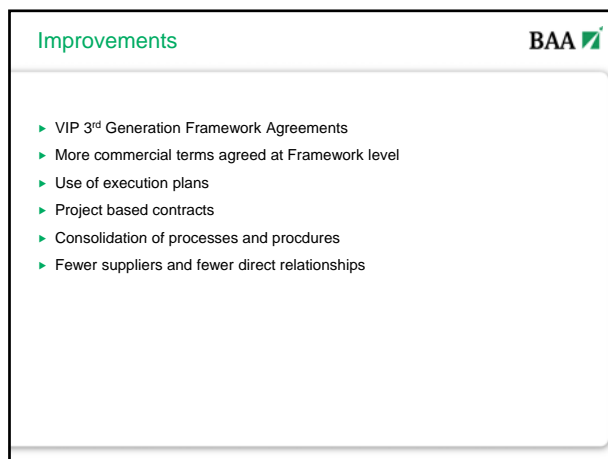 Improvements
BAA
VIP 3rd Generation Framework Agreements
More commercial terms agreed at Framework level
Use of execution plans
Project based contracts
Consolidation of processes and procdures
Fewer suppliers and fewer direct relationships